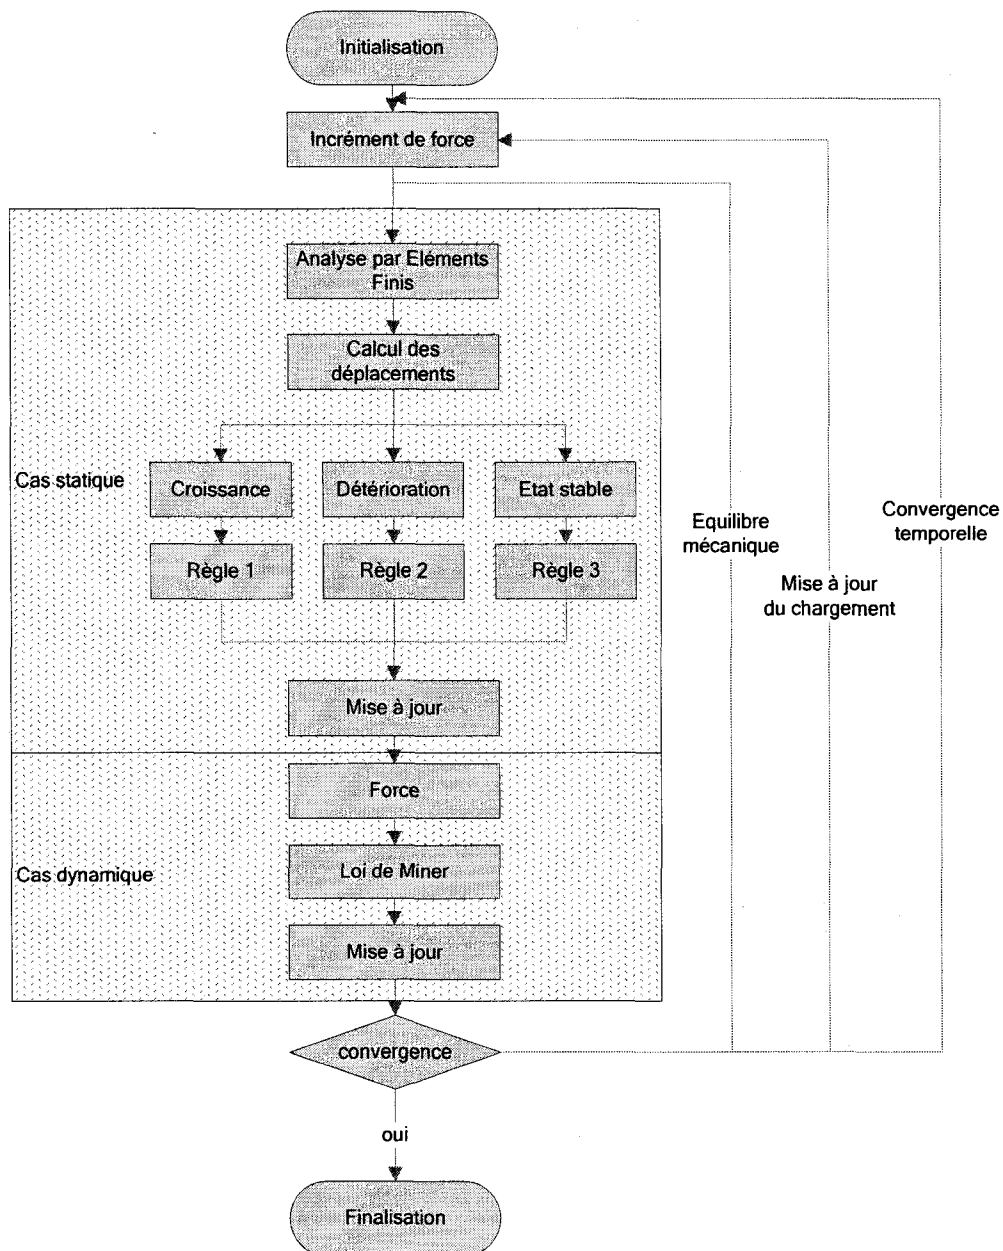 Initialisation
Incrément de force
Analyse par Eléments
Finis
Calcul des
déplacements
Cas statique
Croissance
Détérioration
Etat stable
Règle 1
Règle 2
Règle 3
Equilibre
mécanique
Convergence
temporelle
Mise à jour
du chargement
Mise à jour
Force
Cas dynamique
Loi de Miner
Mise à jour
convergence
oui
Finalisation